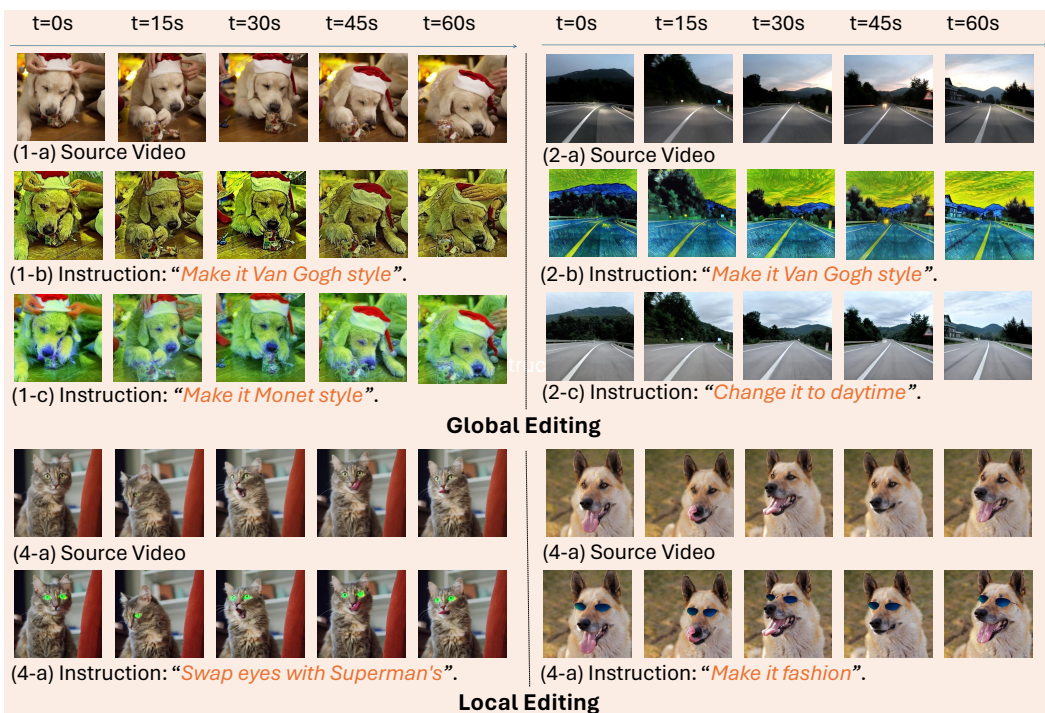 t=0s t=15s t=30s t=45s t=60s t=0s t=15s t=30s t=45s t=60s
(1-a) Source Video
(2-a) Source Video
(1-b) Instruction: “Make it Van Gogh style”.
(2-b) Instruction: “Make it Van Gogh style”.
truc
(1-c) Instruction: “Make it Monet style”.
(2-c) Instruction: “Change it to daytime”.
Global Editing
(4-a) Source Video
(4-a) Source Video
(4-a) Instruction: “Swap eyes with Superman's”.
(4-a) Instruction: “Make it fashion”.
Local Editing